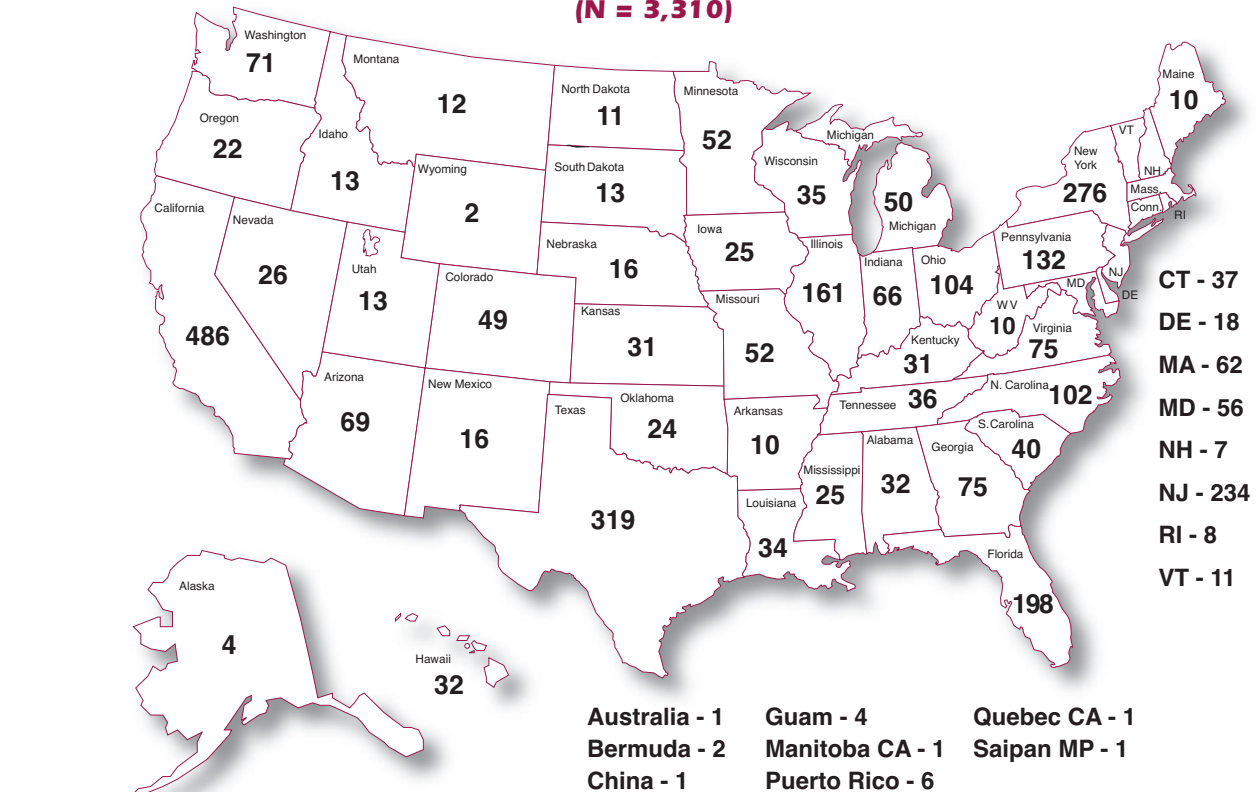 (N = 3,310)
Washington
71
Montana
12
North Dakota
11
Minnesota
52
Maine
10
Oregon
22
Idaho
13
Wyoming
2
South Dakota
13
Wisconsin
35
Michigan
50
Michigan
VT
NH
New
York
276
Mass.
Conn.
RI
California
486
Nevada
26
Utah
13
Colorado
49
Nebraska
16
Iowa
25
Illinois
161
Indiana
66
Ohio
104
Pennsylvania
132
NJ
MD
DE
W V
10
Virginia
75
Kansas
31
Missouri
52
Kentucky
31
Arizona
69
New Mexico
16
Texas
319
Oklahoma
24
Arkansas
10
Tennessee
36
N. Carolina
102
S.Carolina
40
Mississippi
25
Alabama
32
Georgia
75
Louisiana
34
Florida
198
Alaska
4
Hawaii
32
CT - 37
DE - 18
MA - 62
MD - 56
NH - 7
NJ - 234
RI - 8
VT - 11
Australia - 1
Bermuda - 2
China - 1
Guam - 4
Manitoba CA - 1
Puerto Rico - 6
Quebec CA - 1
Saipan MP - 1